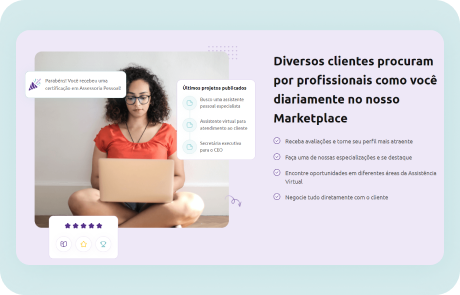 Parabéns! Você recebeu uma
certificação em Assessoria Pessoal!
Últimos projetos publicados
Busco uma assistente
pessoal especialista
Assistente virtual para
atendimento ao cliente
Secretária executiva
para o CEO
Diversos clientes procuram
por profissionais como você
diariamente no nosso
Marketplace
Receba avaliações e torne seu perfil mais atraente
Faça uma de nossas especializações e se destaque
Encontre oportunidades em diferentes áreas da Assistência
Virtual
Negocie tudo diretamente com o cliente